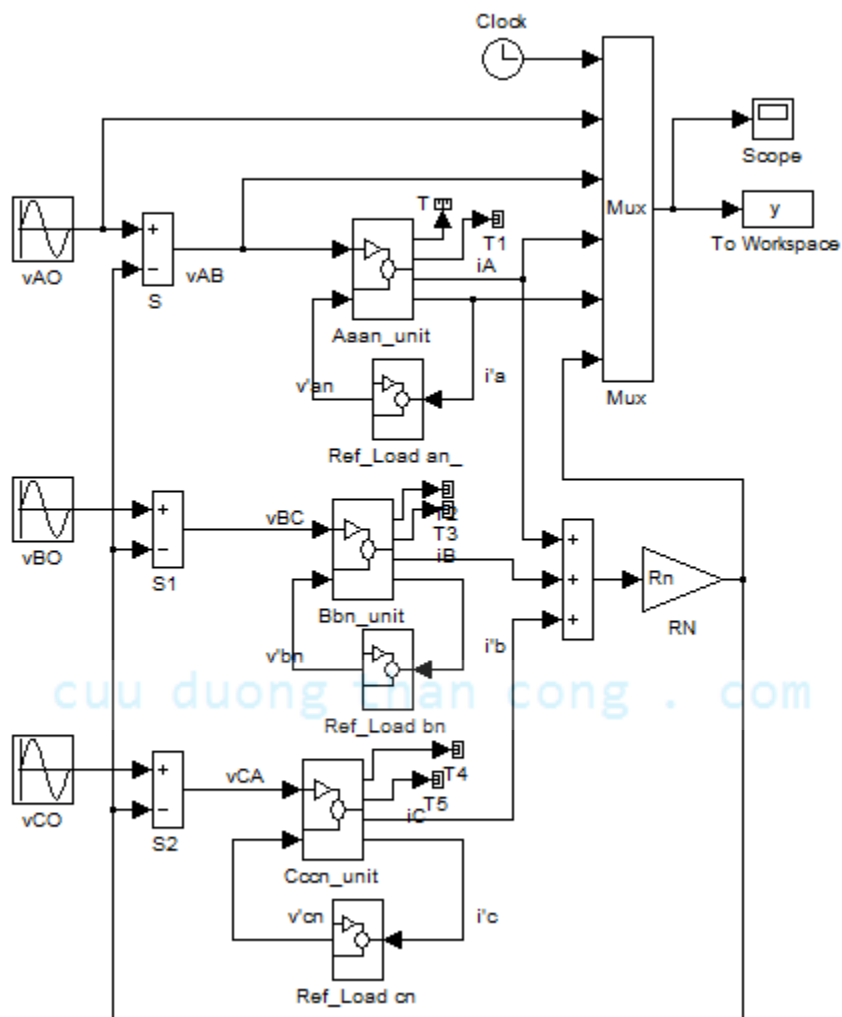 Clock
Scope
Mux
y
T
T1
To Workspace
vAO
vAB
iA
S
Aaan_unit
v'an
i'a
Mux
Ref_Load an_
vBC
T3
iB
Rn
vBO
S1
RN
Bbn_unit
v'bn
i'b
cuu duong than cong . com
Ref_Load bn
vCA
T4
T5
iC
vCO
S2
Cccn_unit
v'cn
i'c
Ref_Load cn